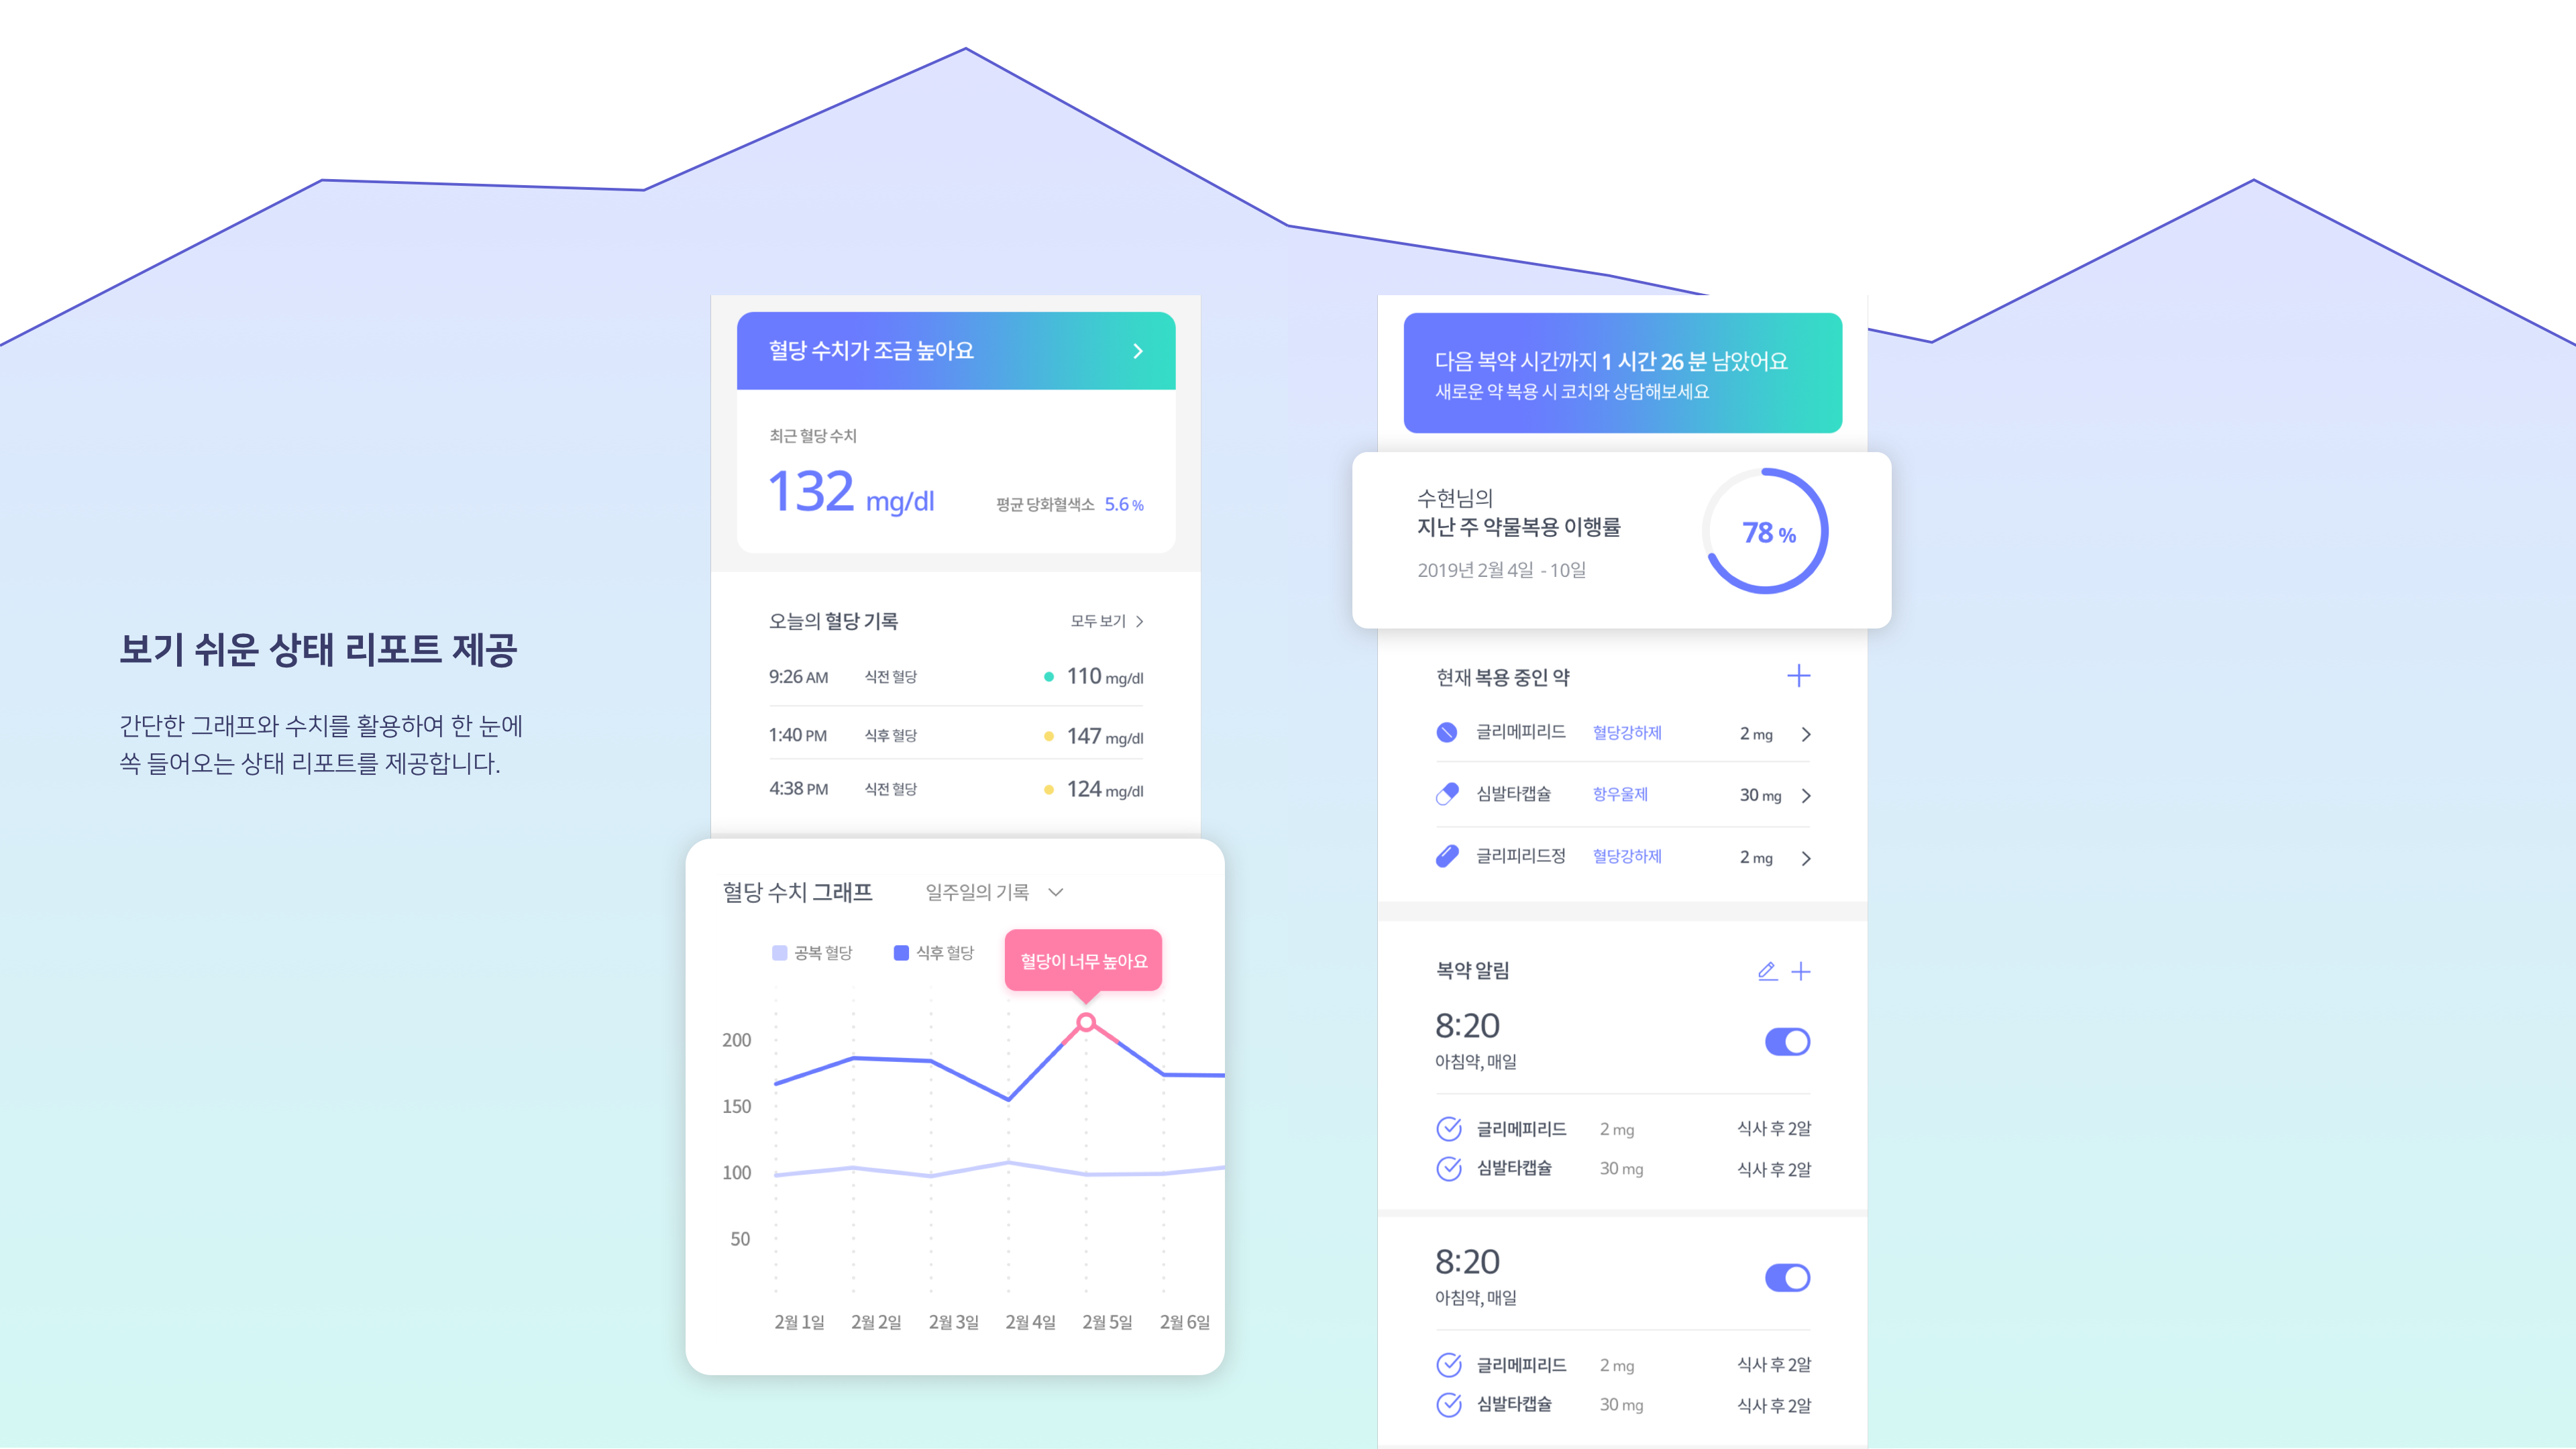 보기 쉬운 상태 리포트 제공
간단한 그래프와 수치를 활용하여 한 눈에
쏙 들어오는 상태 리포트를 제공합니다.
혈당 수치가 조금 높아요
최근 혈당 수치
132 mg/dl 평균 당화혈색소 5.6 %
오늘의 혈당 기록 모두 보기
9:26 AM 식전 혈당 110 mg/dl
1:40 PM 식후 혈당 147 mg/dl
4:38 PM 식전 혈당 124 mg/dl
혈당 수치 그래프 일주일의 기록
공복 혈당 식후 혈당
혈당이 너무 높아요
200
150
100
50
2월 1일 2월 2일 2월 3일 2월 4일 2월 5일 2월 6일
다음 복약 시간까지 1 시간 26 분 남았어요
새로운 약 복용 시 코치와 상담해보세요
수현님의
지난 주 약물복용 이행률
2019년 2월 4일 - 10일
78 %
현재 복용 중인 약
글리메피리드 혈당강하제 2 mg
심발타캡슐 항우울제 30 mg
글리피리드정 혈당강하제 2 mg
복약 알림
8:20
아침약, 매일
글리메피리드 2 mg 식사 후 2알
심발타캡슐 30 mg 식사 후 2알
8:20
아침약, 매일
글리메피리드 2 mg 식사 후 2알
심발타캡슐 30 mg 식사 후 2알